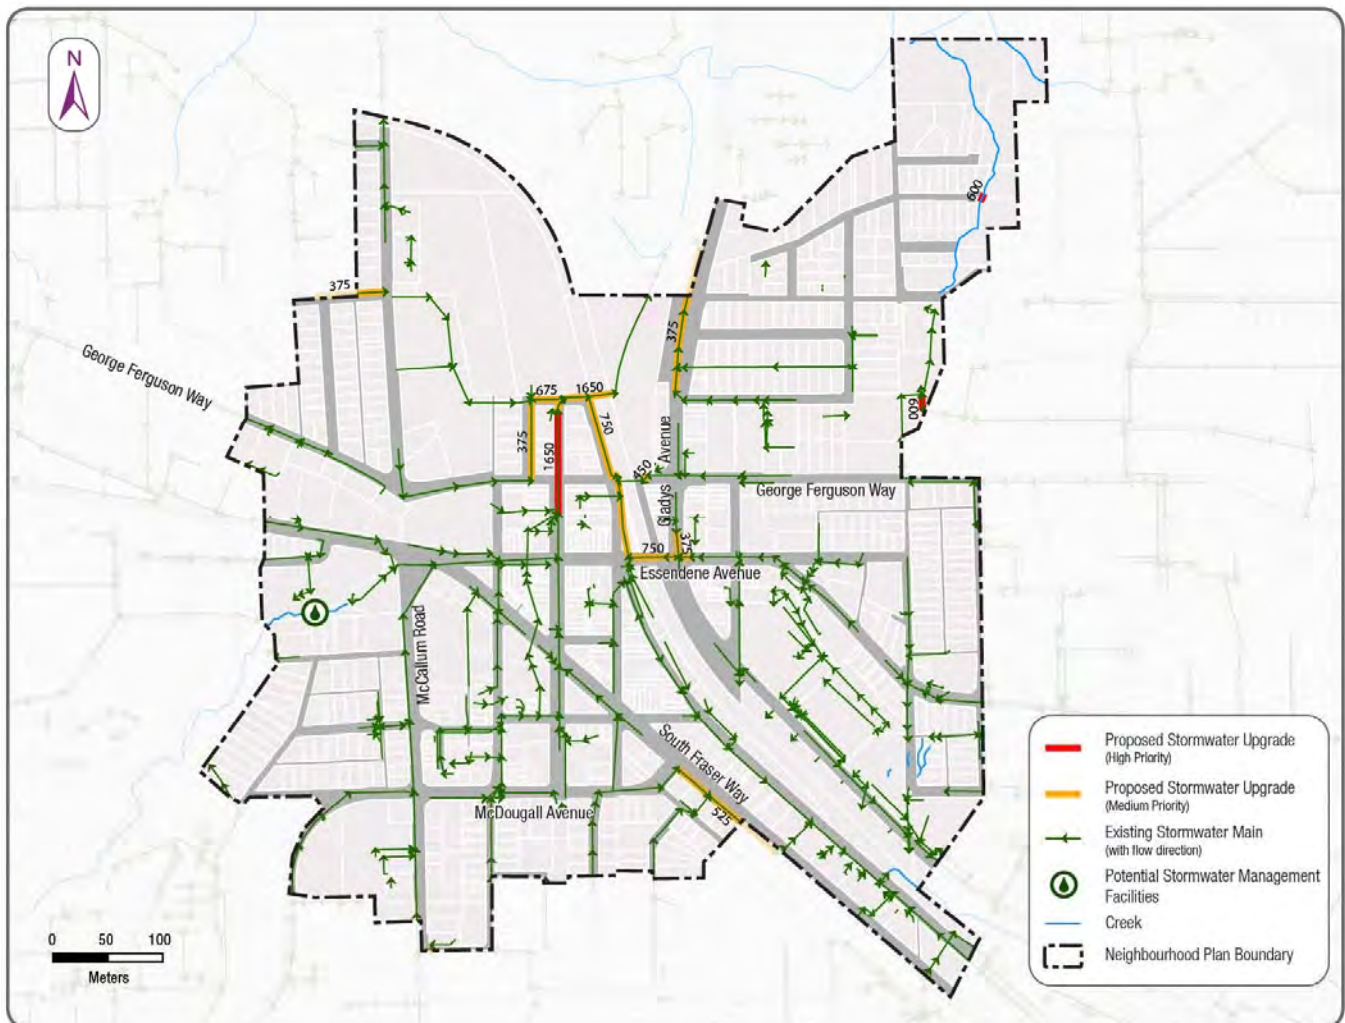 N
600
375
George Ferguson Way
375
675
1650
750
375
1650
600
450
Gladys Avenue
George Ferguson Way
750
375
Essendene Avenue
McCallum Road
South Fraser Way
McDougall Avenue
525
0 50 100
Meters
Proposed Stormwater Upgrade
(High Priority)
Proposed Stormwater Upgrade
(Medium Priority)
Existing Stormwater Main
(with flow direction)
Potential Stormwater Management
Facilities
Creek
Neighbourhood Plan Boundary